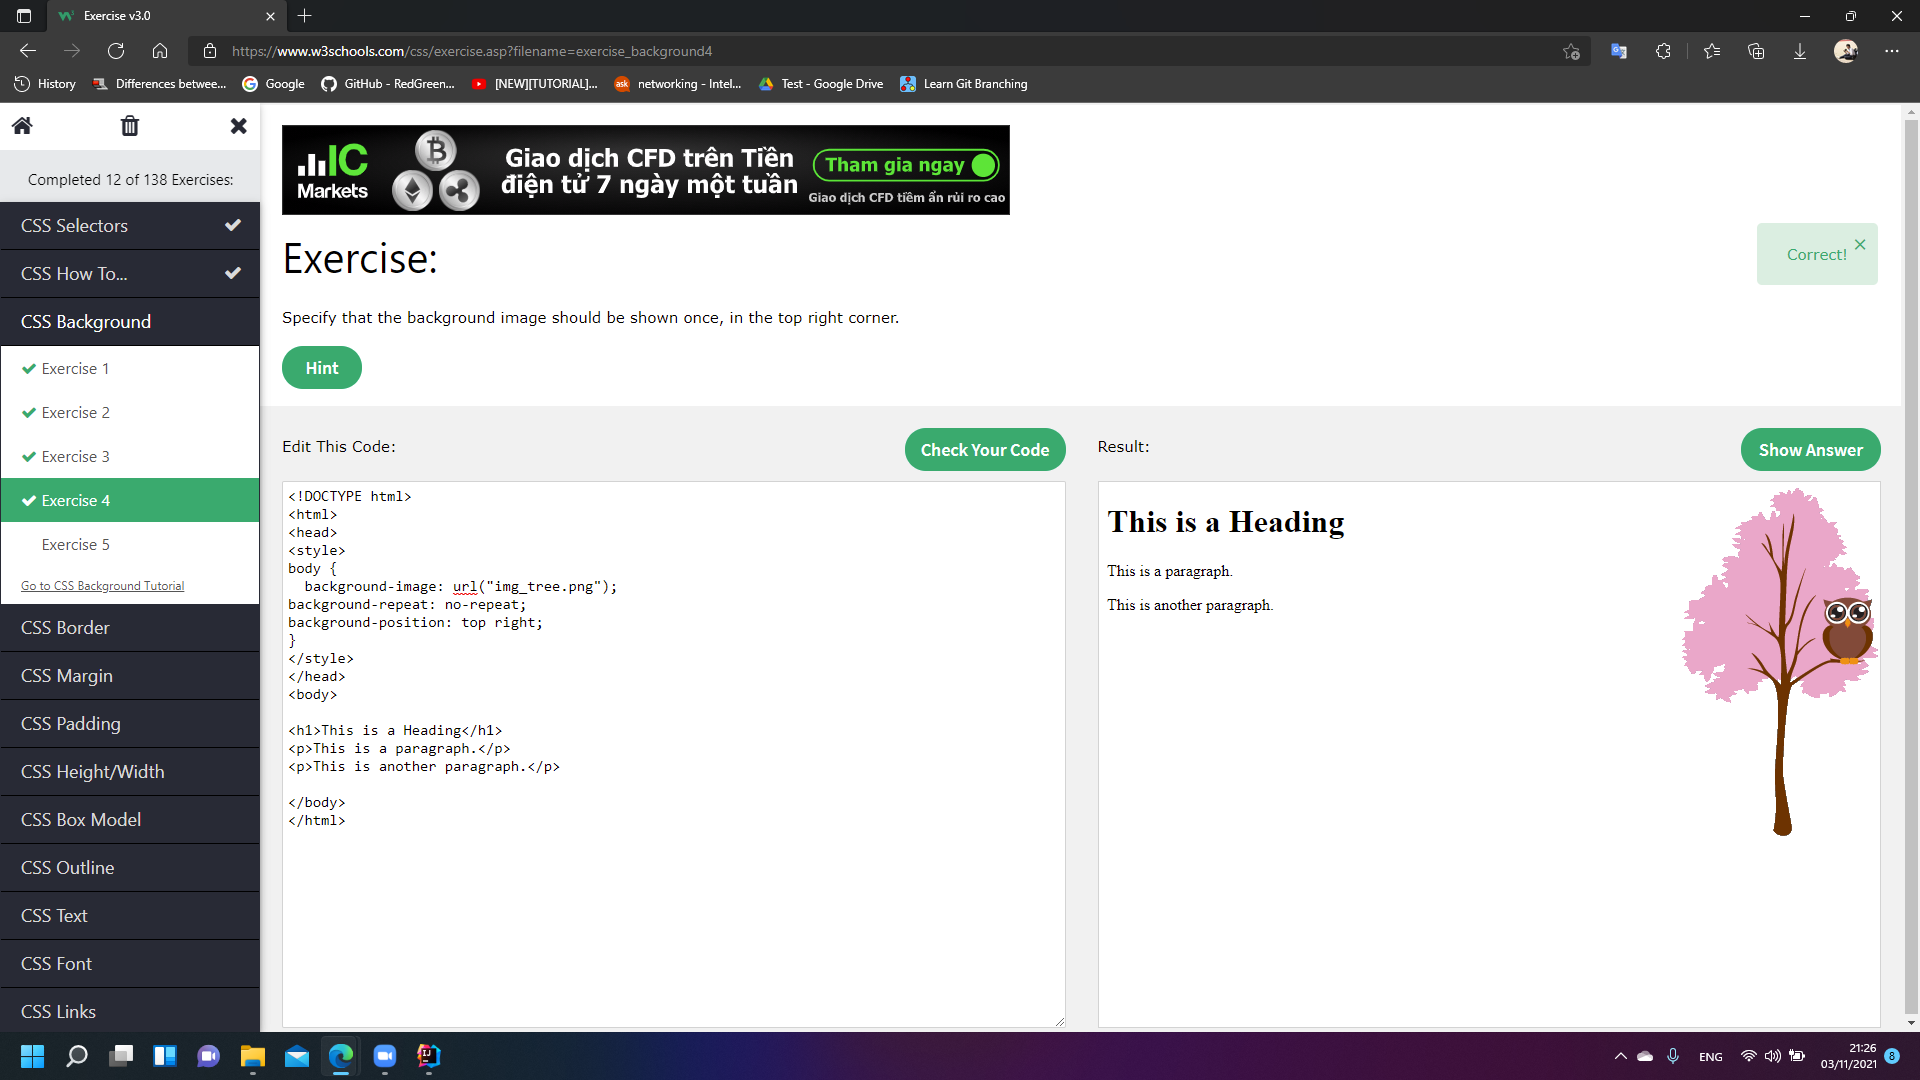 Exercise v3.0
https://www.w3schools.com/css/exercise.asp?filename=exercise_background4
History
Differences betwee...
Google
GitHub - RedGreen...
[NEW][TUTORIAL]...
ask
networking - Intel...
Test - Google Drive
Learn Git Branching
Completed 12 of 138 Exercises:
CSS Selectors
CSS How To...
CSS Background
Exercise 1
Exercise 2
Exercise 3
Exercise 4
Exercise 5
Go to CSS Background Tutorial
CSS Border
CSS Margin
CSS Padding
CSS Height/Width
CSS Box Model
CSS Outline
CSS Text
CSS Font
CSS Links
IC
Markets
Giao dịch CFD trên Tiền
điện tử 7 ngày một tuần
Tham gia ngay
Giao dịch CFD tiềm ẩn rủi ro cao
Exercise:
Correct!
Specify that the background image should be shown once, in the top right corner.
Hint
Edit This Code:
Check Your Code
<!DOCTYPE html>
<html>
<head>
<style>
body {
  background-image: url("img_tree.png");
background-repeat: no-repeat;
background-position: top right;
}
</style>
</head>
<body>
<h1>This is a Heading</h1>
<p>This is a paragraph.</p>
<p>This is another paragraph.</p>
</body>
</html>
Result:
Show Answer
This is a Heading
This is a paragraph.
This is another paragraph.
ENG
21:26
03/11/2021
8